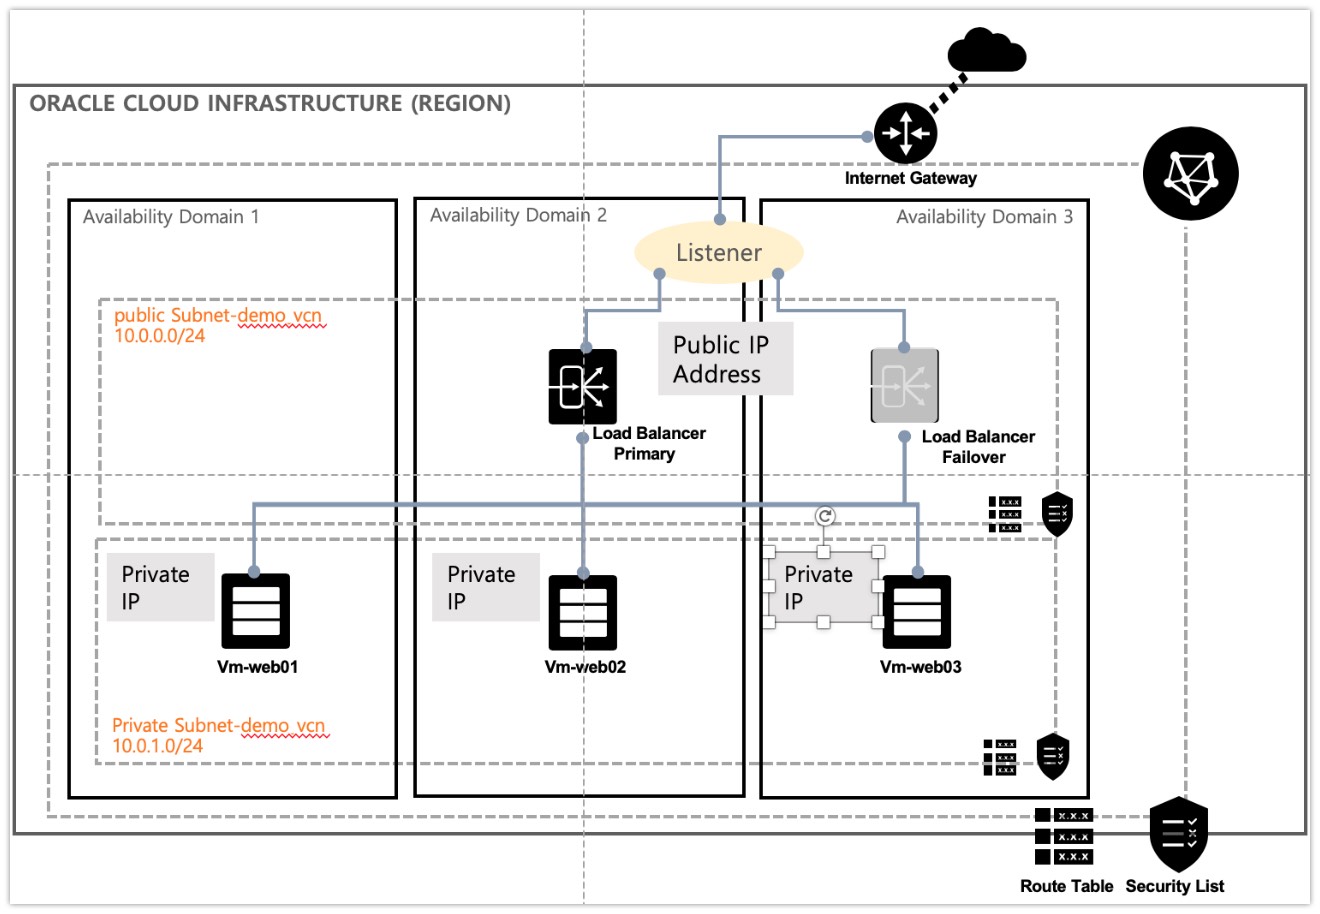 ORACLE CLOUD INFRASTRUCTURE (REGION)
Internet Gateway
Availability Domain 1
Availability Domain 2
Availability Domain 3
Listener
public Subnet-demo_vcn
10.0.0.0/24
Public IP
Address
Load Balancer
Primary
Load Balancer
Failover
x.x.x
x.x.x
x.x.x
Private
IP
Private
IP
Private
IP
Vm-web01
Vm-web02
Vm-web03
Private Subnet-demo_vcn
10.0.1.0/24
x.x.x
x.x.x
x.x.x
x.x.x
x.x.x
x.x.x
Route Table
Security List